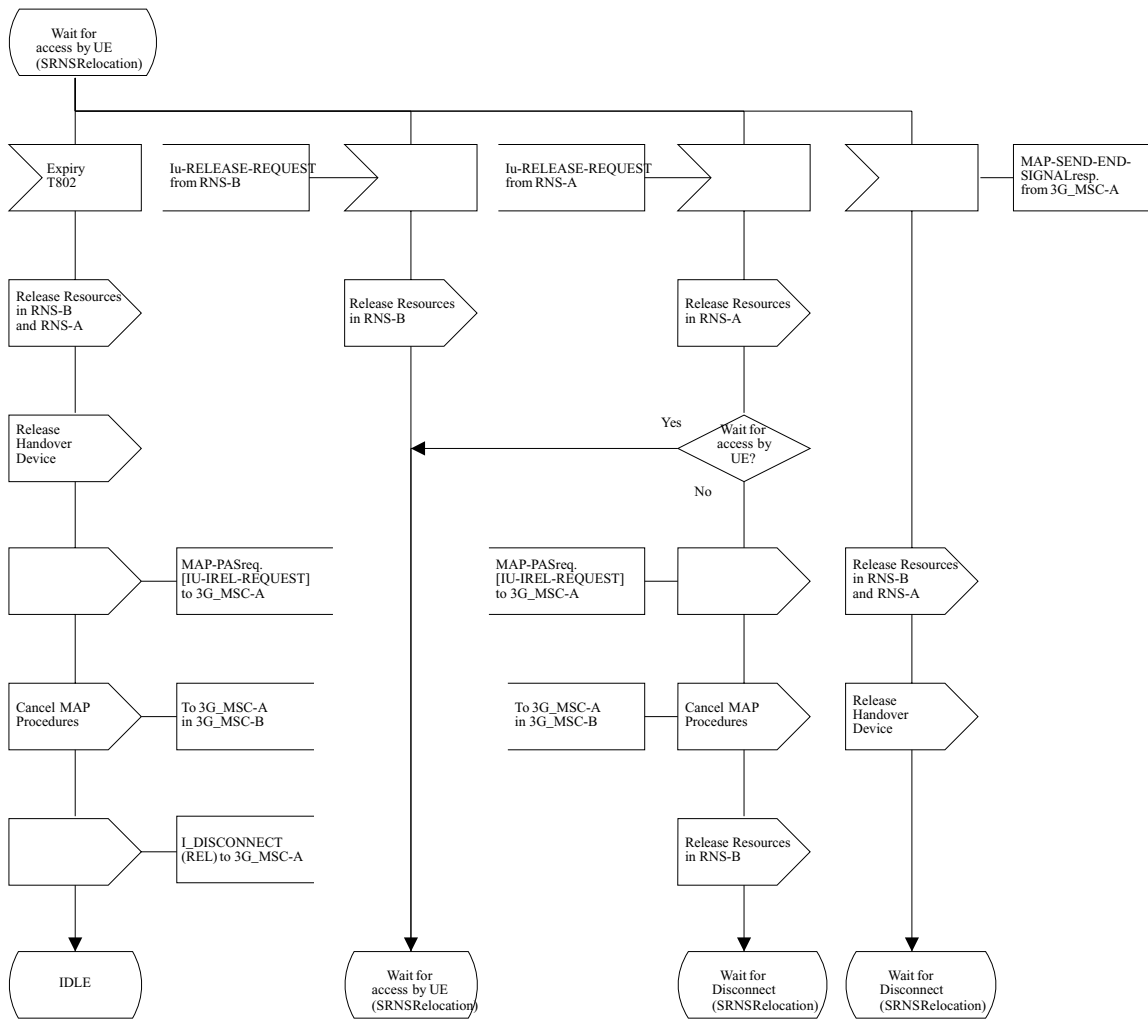 Wait for
access by UE
(SRNSRelocation)
Expiry
T802
Iu-RELEASE-REQUEST
from RNS-B
Iu-RELEASE-REQUEST
from RNS-A
MAP-SEND-END-
SIGNALresp.
from 3G_MSC-A
Release Resources
in RNS-B
and RNS-A
Release Resources
in RNS-B
Release Resources
in RNS-A
Release
Handover
Device
Yes
Wait for
access by
UE?
No
MAP-PASreq.
[IU-IREL-REQUEST]
to 3G_MSC-A
MAP-PASreq.
[IU-IREL-REQUEST]
to 3G_MSC-A
Release Resources
in RNS-B
and RNS-A
Cancel MAP
Procedures
To 3G_MSC-A
in 3G_MSC-B
To 3G_MSC-A
in 3G_MSC-B
Cancel MAP
Procedures
Release
Handover
Device
I_DISCONNECT
(REL) to 3G_MSC-A
Release Resources
in RNS-B
IDLE
Wait for
access by UE
(SRNSRelocation)
Wait for
Disconnect
(SRNSRelocation)
Wait for
Disconnect
(SRNSRelocation)